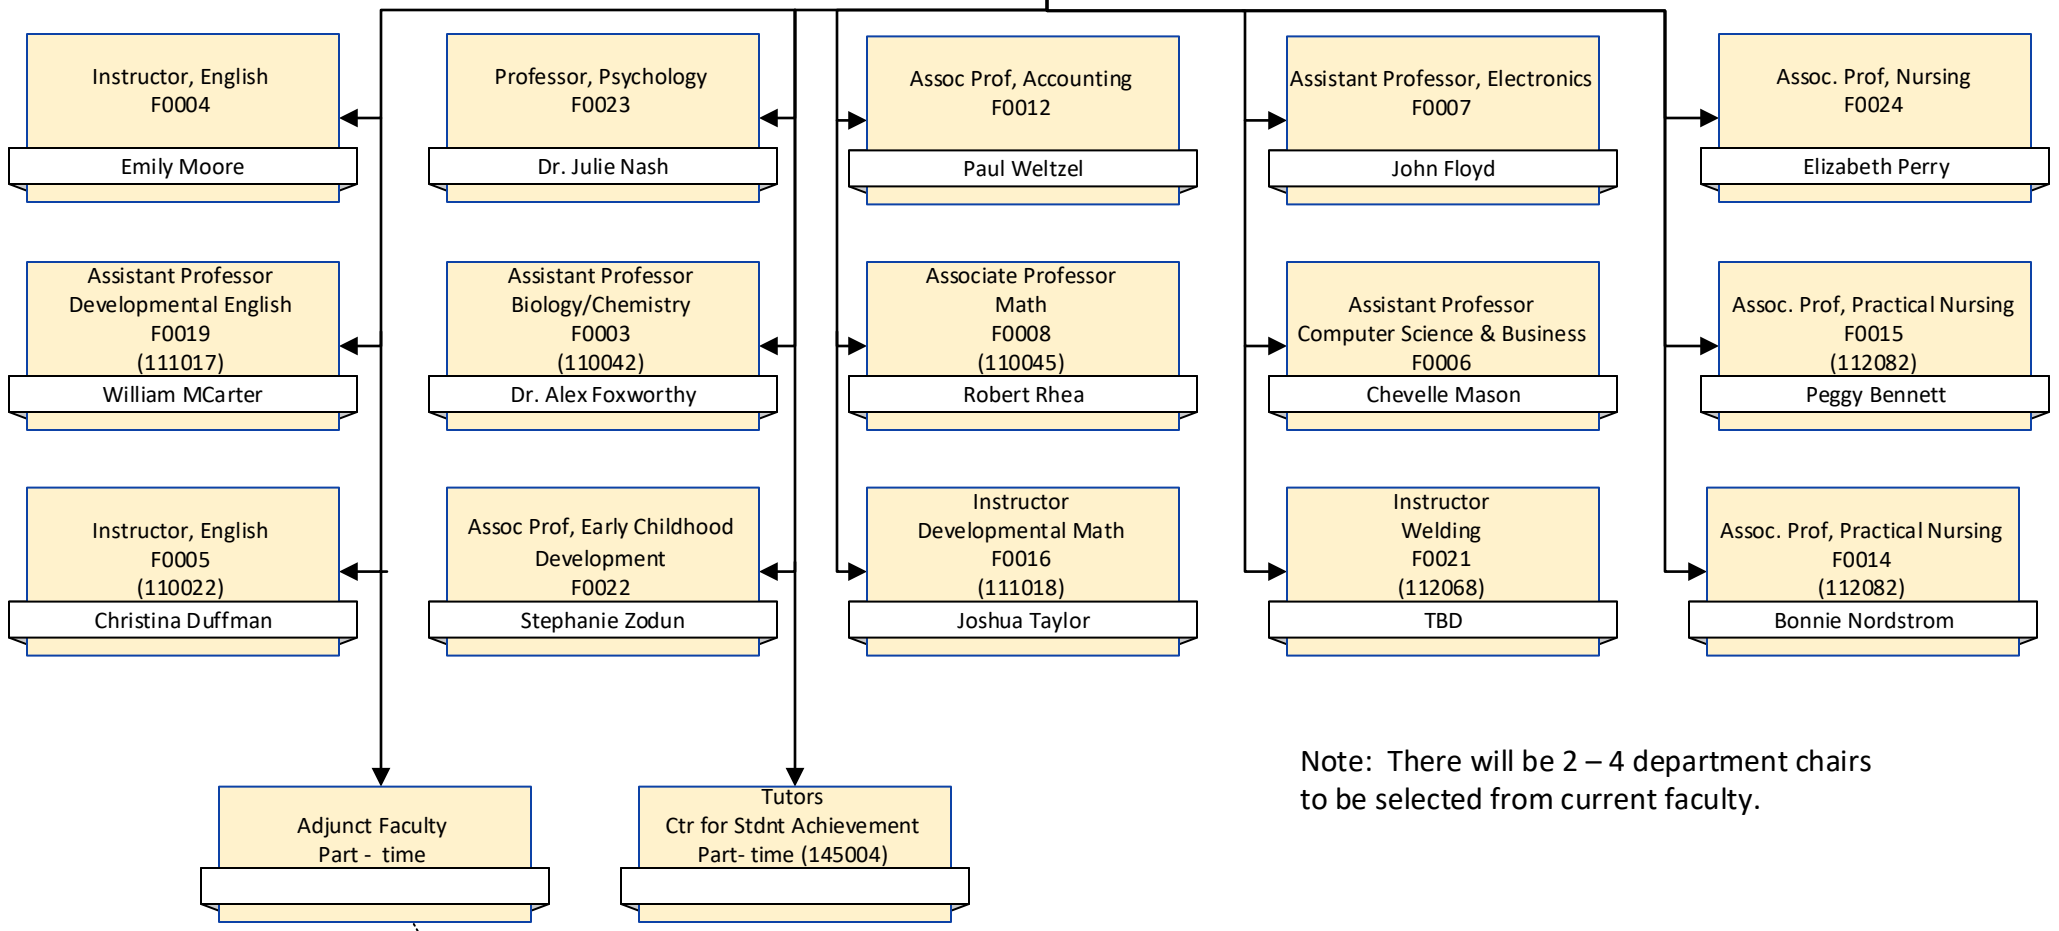 Instructor, English
F0004
Emily Moore
Professor, Psychology
F0023
Dr. Julie Nash
Assoc Prof, Accounting
F0012
Paul Weltzel
Assistant Professor, Electronics
F0007
John Floyd
Assoc. Prof, Nursing
F0024
Elizabeth Perry
Assistant Professor
Developmental English
F0019
(111017)
William MCarter
Assistant Professor
Biology/Chemistry
F0003
(110042)
Dr. Alex Foxworthy
Associate Professor
Math
F0008
(110045)
Robert Rhea
Assistant Professor
Computer Science & Business
F0006
Chevelle Mason
Assoc. Prof, Practical Nursing
F0015
(112082)
Peggy Bennett
Instructor, English
F0005
(110022)
Christina Duffman
Assoc Prof, Early Childhood
Development
F0022
Stephanie Zodun
Instructor
Developmental Math
F0016
(111018)
Joshua Taylor
Instructor
Welding
F0021
(112068)
TBD
Assoc. Prof, Practical Nursing
F0014
(112082)
Bonnie Nordstrom
Adjunct Faculty
Part - time
Tutors
Ctr for Stdnt Achievement
Part- time (145004)
Note: There will be 2 – 4 department chairs
to be selected from current faculty.